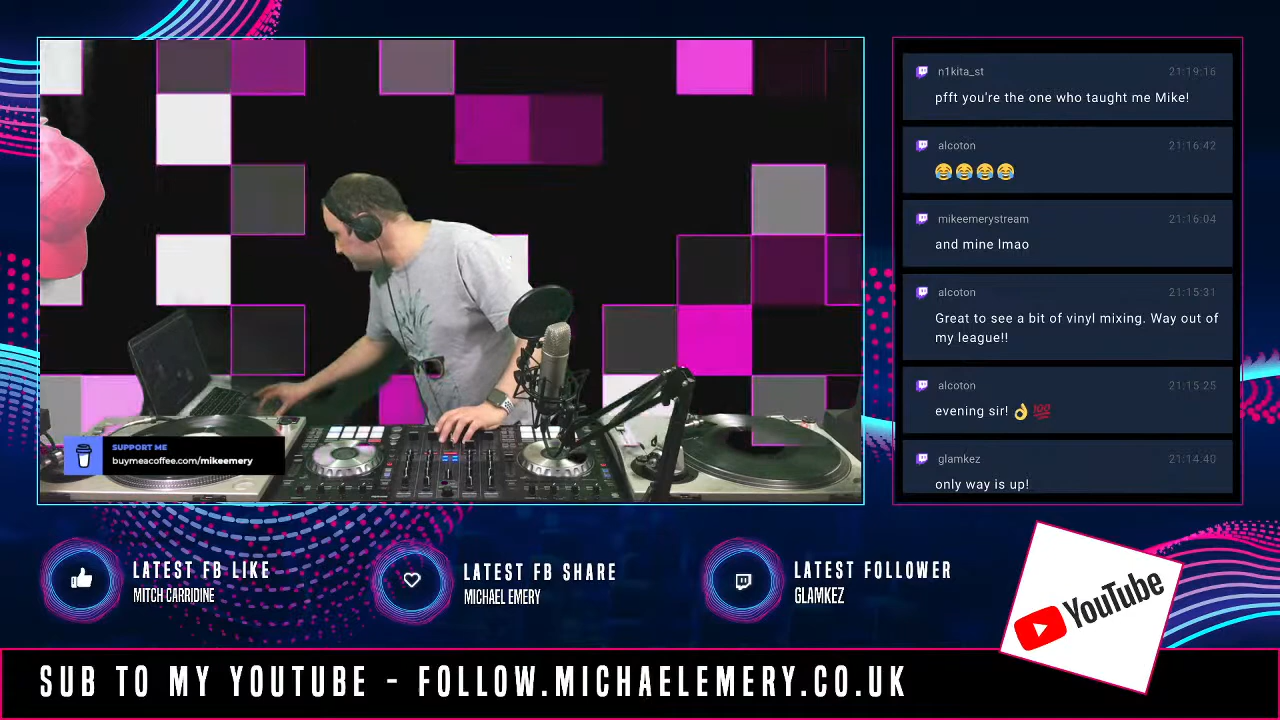 n1kita_st 21:19:16
pfft you're the one who taught me Mike!
alcoton 21:16:42
😂😂😂😂
mikeemerystream 21:16:04
and mine lmao
alcoton 21:15:31
Great to see a bit of vinyl mixing. Way out of
my league!!
alcoton 21:15:25
evening sir! 👌 💯
glamkez 21:14:40
only way is up!
SUPPORT ME
buymeacoffee.com/mikeemery
LATEST FB LIKE
MITCH CARRIDINE
LATEST FB SHARE
MICHAEL EMERY
LATEST FOLLOWER
GLAMKEZ
YouTube
SUB TO MY YOUTUBE - FOLLOW.MICHAELEMERY.CO.UK